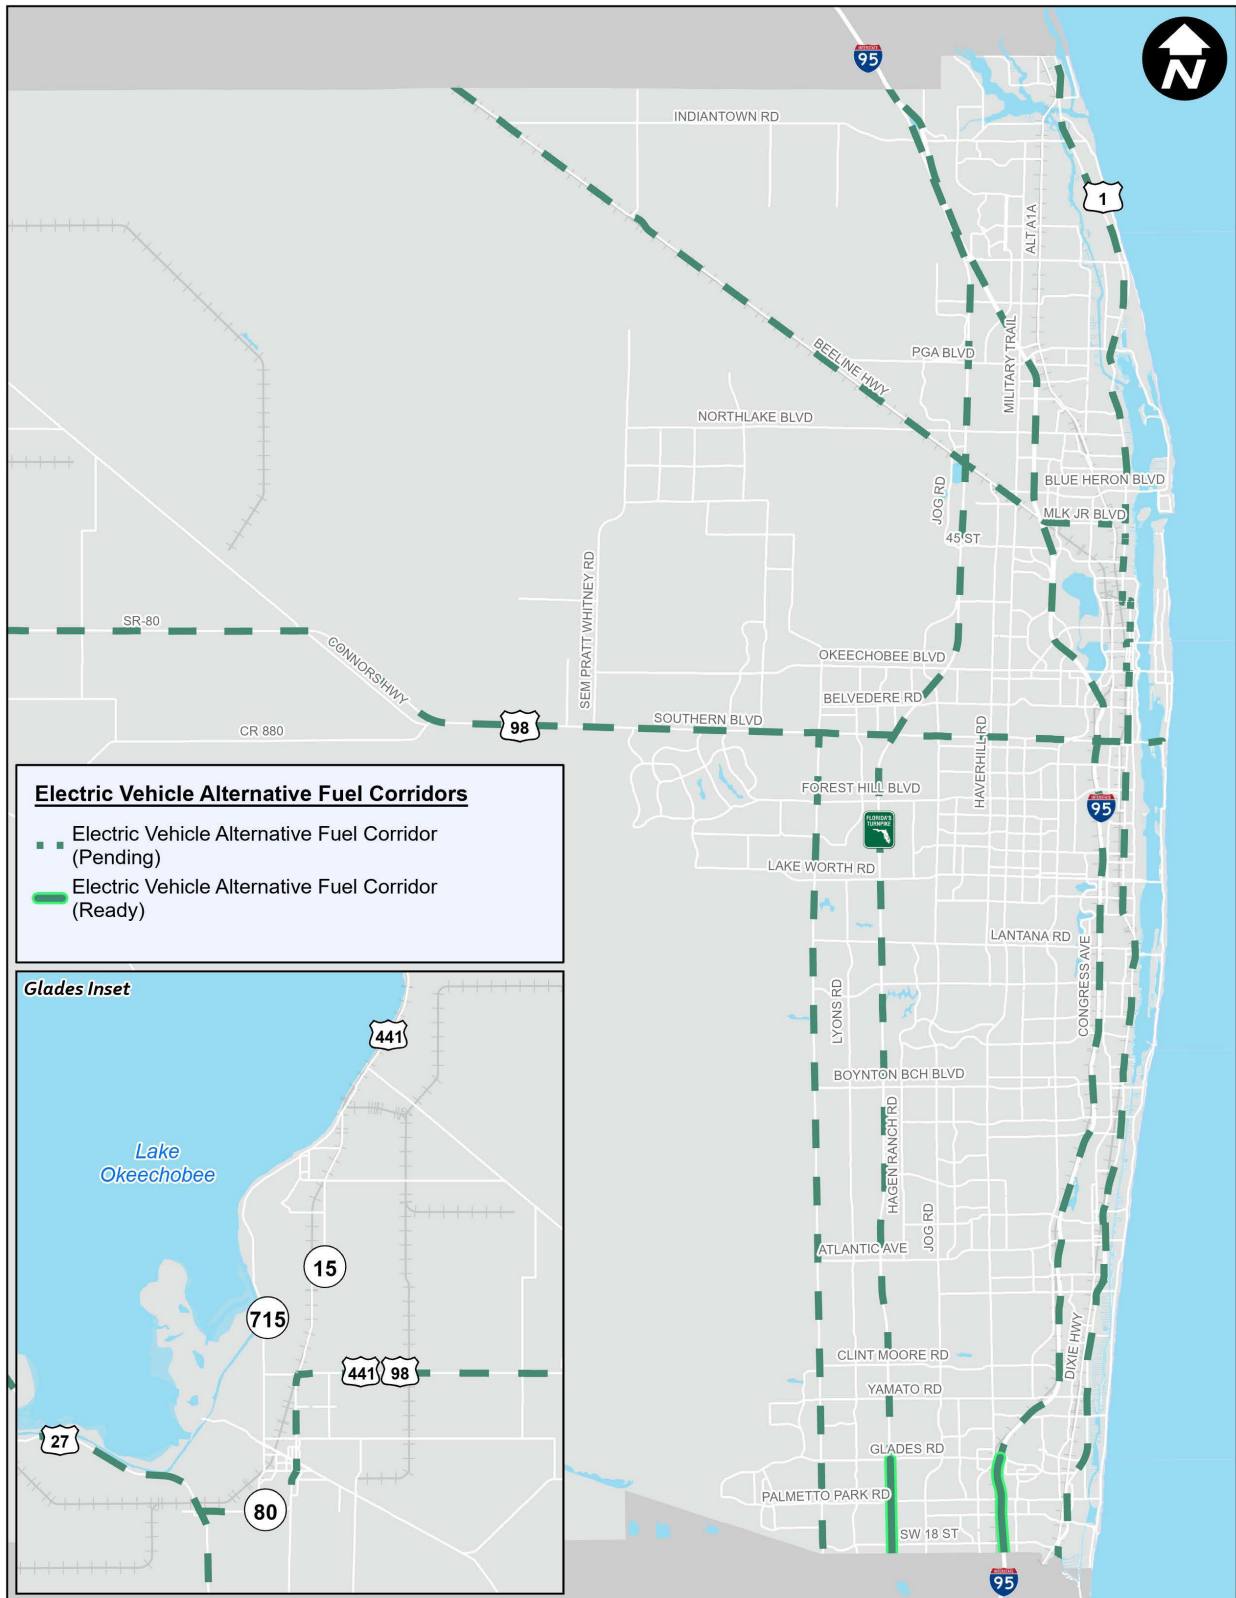 INTERSTATE
95
N
INDIANTOWN RD
1
ALT A1A
MILITARY TRAIL
PGA BLVD
BEELINE HWY
NORTHLAKE BLVD
BLUE HERON BLVD
JOG RD
MLK JR BLVD
45 ST
SEM PRATT WHITNEY RD
SR-80
CONNORS HWY
OKEECHOBEE BLVD
BELVEDERE RD
SOUTHERN BLVD
98
CR 880
HAVERHILL RD
FOREST HILL BLVD
INTERSTATE
95
FLORIDA'S
TURNPIKE
LAKE WORTH RD
LANTANA RD
CONGRESS AVE
LYONS RD
BOYNTON BCH BLVD
HAGEN RANCH RD
JOG RD
ATLANTIC AVE
DIXIE HWY
CLINT MOORE RD
YAMATO RD
GLADES RD
PALMETTO PARK RD
SW 18 ST
INTERSTATE
95
Electric Vehicle Alternative Fuel Corridors
Electric Vehicle Alternative Fuel Corridor
(Pending)
Electric Vehicle Alternative Fuel Corridor
(Ready)
Glades Inset
441
Lake
Okeechobee
15
715
441
98
27
80